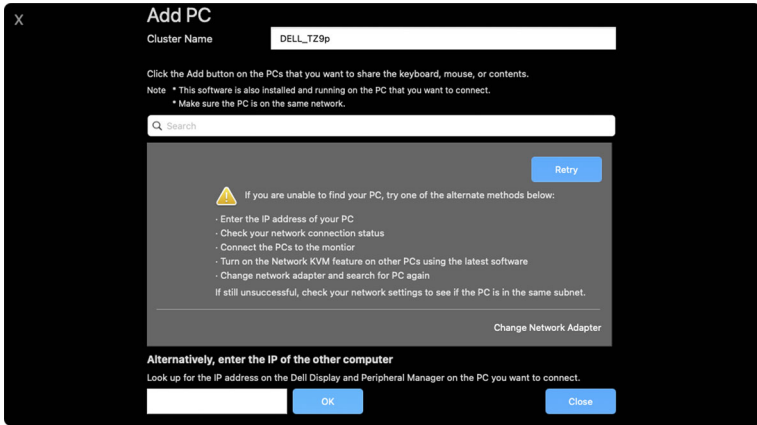 X
Add PC
Cluster Name
DELL_TZ9p
Click the Add button on the PCs that you want to share the keyboard, mouse, or contents.
Note * This software is also installed and running on the PC that you want to connect.
* Make sure the PC is on the same network.
Search
Retry
If you are unable to find your PC, try one of the alternate methods below:
· Enter the IP address of your PC
· Check your network connection status
· Connect the PCs to the montior
· Turn on the Network KVM feature on other PCs using the latest software
· Change network adapter and search for PC again
If still unsuccessful, check your network settings to see if the PC is in the same subnet.
Change Network Adapter
Alternatively, enter the IP of the other computer
Look up for the IP address on the Dell Display and Peripheral Manager on the PC you want to connect.
OK
Close